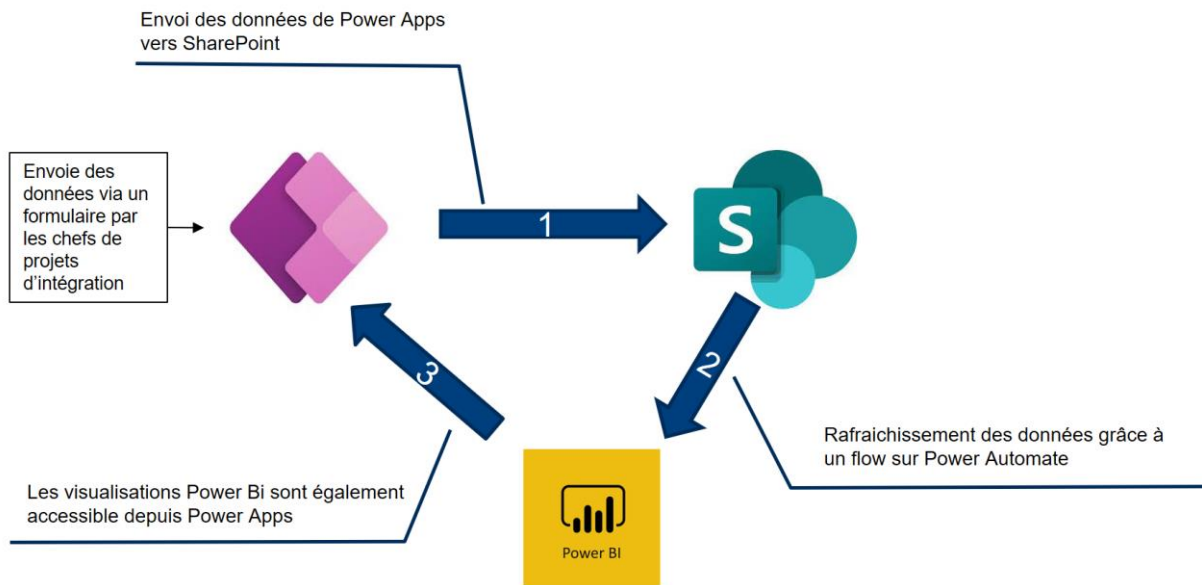 Envoi des données de Power Apps
vers SharePoint
Envoie des
données via un
formulaire par
les chefs de
projets
d'intégration
1
S
2
3
Rafraichissement des données grâce à
un flow sur Power Automate
Les visualisations Power Bi sont également
accessible depuis Power Apps
Power BI